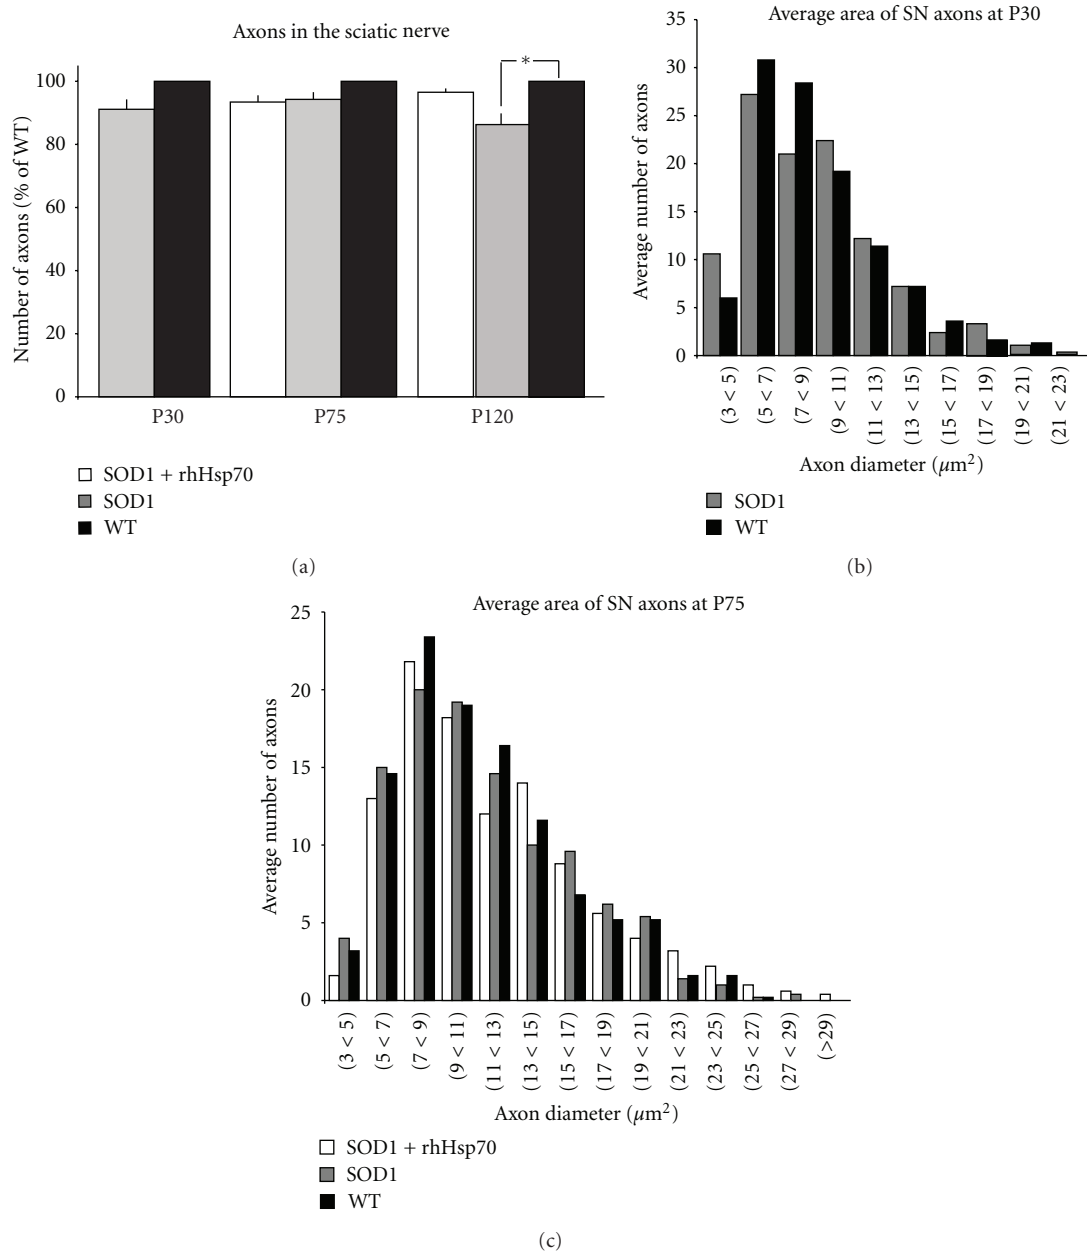 Axons in the sciatic nerve
Number of axons (% of WT)
100
80
60
40
20
0
*
P30 P75 P120
SOD1 + rhHsp70
SOD1
WT
(a)
Average area of SN axons at P30
Average number of axons
35
30
25
20
15
10
5
0
(3 < 5) (5 < 7) (7 < 9) (9 < 11) (11 < 13) (13 < 15) (15 < 17) (17 < 19) (19 < 21) (21 < 23)
Axon diameter (μm²)
SOD1
WT
(b)
Average area of SN axons at P75
Average number of axons
25
20
15
10
5
0
(3 < 5) (5 < 7) (7 < 9) (9 < 11) (11 < 13) (13 < 15) (15 < 17) (17 < 19) (19 < 21) (21 < 23) (23 < 25) (25 < 27) (27 < 29) (>29)
Axon diameter (μm²)
SOD1 + rhHsp70
SOD1
WT
(c)